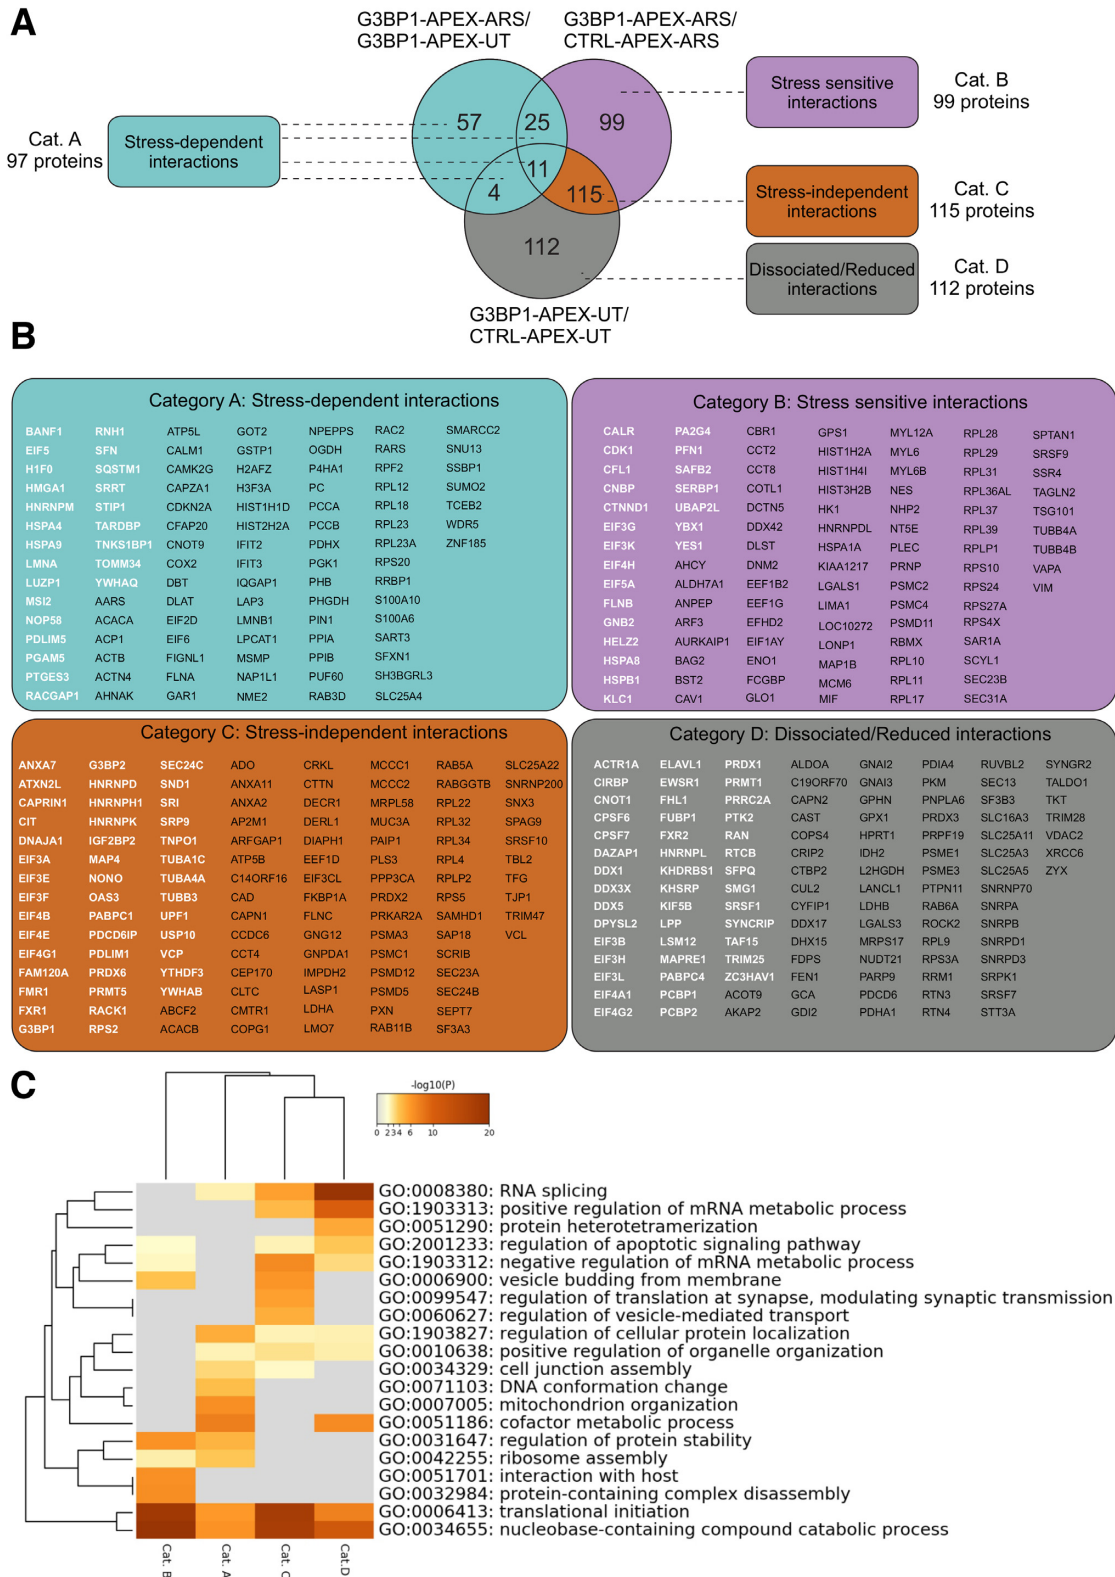 A
G3BP1-APEX-ARS/
G3BP1-APEX-UT
G3BP1-APEX-ARS/
CTRL-APEX-ARS
Cat. A
97 proteins
Stress-dependent
interactions
57
25
99
11
4
115
112
Stress sensitive
interactions
Cat. B
99 proteins
Stress-independent
interactions
Cat. C
115 proteins
Dissociated/Reduced
interactions
Cat. D
112 proteins
G3BP1-APEX-UT/
CTRL-APEX-UT
B
Category A: Stress-dependent interactions
BANF1 RNH1 ATP5L GOT2 NPEPPS RAC2 SMARCC2
EIF5 SFN CALM1 GSTP1 OGDH RARS SNU13
H1F0 SQSTM1 CAMK2G H2AFZ P4HA1 RPF2 SSBP1
HMGA1 SRRT CAPZA1 H3F3A PC RPL12 SUMO2
HNRNPM STIP1 CDKN2A HIST1H1D PCCA RPL18 TCEB2
HSPA4 TARDBP CFAP20 HIST2H2A PCCB RPL23 WDR5
HSPA9 TNKS1BP1 CNOT9 IFIT2 PDHX RPL23A ZNF185
LMNA TOMM34 COX2 IFIT3 PGK1 RPS20
LUZP1 YWHAQ DBT IQGAP1 PHB RRBP1
MSI2 AARS DLAT LAP3 PHGDH S100A10
NOP58 ACACA EIF2D LMNB1 PIN1 S100A6
PDLIM5 ACP1 EIF6 LPCAT1 PPIA SART3
PGAM5 ACTB FIGNL1 MSMP PPIB SFXN1
PTGES3 ACTN4 FLNA NAP1L1 PUF60 SH3BGRL3
RACGAP1 AHNAK GAR1 NME2 RAB3D SLC25A4
Category B: Stress sensitive interactions
CALR PA2G4 CBR1 GPS1 MYL12A RPL28 SPTAN1
CDK1 PFN1 CCT2 HIST1H2A MYL6 RPL29 SRSF9
CFL1 SAFB2 CCT8 HIST1H4I MYL6B RPL31 SSR4
CNBP SERBP1 COTL1 HIST3H2B NES RPL36AL TAGLN2
CTNND1 UBAP2L DCTN5 HK1 NHP2 RPL37 TSG101
EIF3G YBX1 DDX42 HNRNPDL NT5E RPL39 TUBB4A
EIF3K YES1 DLST HSPA1A PLEC RPLP1 TUBB4B
EIF4H AHCY DNM2 KIAA1217 PRNP RPS10 VAPA
EIF5A ALDH7A1 EEF1B2 LGALS1 PSMC2 RPS24 VIM
FLNB ANPEP EEF1G LIMA1 PSMC4 RPS27A
GNB2 ARF3 EFHD2 LOC10272 PSMD11 RPS4X
HELZ2 AURKAIP1 EIF1AY LONP1 RBMX SAR1A
HSPA8 BAG2 ENO1 MAP1B RPL10 SCYL1
HSPB1 BST2 FCGBP MCM6 RPL11 SEC23B
KLC1 CAV1 GLO1 MIF RPL17 SEC31A
Category C: Stress-independent interactions
ANXA7 G3BP2 SEC24C ADO CRKL MCCC1 RAB5A SLC25A22
ATXN2L HNRNPD SND1 ANXA11 CTTN MCCC2 RABGGTB SNRNP200
CAPRIN1 HNRNPH1 SRI ANXA2 DECR1 MRPL58 RPL22 SNX3
CIT HNRNPK SRP9 AP2M1 DERL1 MUC3A RPL32 SPAG9
DNAJA1 IGF2BP2 TNPO1 ARFGAP1 DIAPH1 PAIP1 RPL34 SRSF10
EIF3A MAP4 TUBA1C ATP5B EEF1D PLS3 RPL4 TBL2
EIF3E NONO TUBA4A C14ORF16 EIF3CL PPP3CA RPLP2 TFG
EIF3F OAS3 TUBB3 CAD FKBP1A PRDX2 RPS5 TJP1
EIF4B PABPC1 UPF1 CAPN1 FLNC PRKAR2A SAMHD1 TRIM47
EIF4E PDCD6IP USP10 CCDC6 GNG12 PSMA3 SAP18 VCL
EIF4G1 PDLIM1 VCP CCT4 GNPDA1 PSMC1 SCRIB
FAM120A PRDX6 YTHDF3 CEP170 IMPDH2 PSMD12 SEC23A
FMR1 PRMT5 YWHAB CLTC LASP1 PSMD5 SEC24B
FXR1 RACK1 ABCF2 CMTR1 LDHA PXN SEPT7
G3BP1 RPS2 ACACB COPG1 LMO7 RAB11B SF3A3
Category D: Dissociated/Reduced interactions
ACTR1A ELAVL1 PRDX1 ALDOA GNAI2 PDIA4 RUVBL2 SYNGR2
CIRBP EWSR1 PRMT1 C19ORF70 GNAI3 PKM SEC13 TALDO1
CNOT1 FHL1 PRRC2A CAPN2 GPHN PNPLA6 SF3B3 TKT
CPSF6 FUBP1 PTK2 CAST GPX1 PRDX3 SLC16A3 TRIM28
CPSF7 FXR2 RAN COPS4 HPRT1 PRPF19 SLC25A11 VDAC2
DAZAP1 HNRNPL RTCB CRIP2 IDH2 PSME1 SLC25A3 XRCC6
DDX1 KHDRBS1 SFPQ CTBP2 L2HGDH PSME3 SLC25A5 ZYX
DDX3X KHSRP SMG1 CUL2 LANCL1 PTPN11 SNRNP70
DDX5 KIF5B SRSF1 CYFIP1 LDHB RAB6A SNRPA
DPYSL2 LPP SYNCRIP DDX17 LGALS3 ROCK2 SNRPB
EIF3B LSM12 TAF15 DHX15 MRPS17 RPL9 SNRPD1
EIF3H MAPRE1 TRIM25 FDPS NUDT21 RPS3A SNRPD3
EIF3L PABPC4 ZC3HAV1 FEN1 PARP9 RRM1 SRPK1
EIF4A1 PCBP1 ACOT9 GCA PDCD6 RTN3 SRSF7
EIF4G2 PCBP2 AKAP2 GDI2 PDHA1 RTN4 STT3A
C
-log10(P)
0 2 3 4 6 10 20
GO:0008380: RNA splicing
GO:1903313: positive regulation of mRNA metabolic process
GO:0051290: protein heterotetramerization
GO:2001233: regulation of apoptotic signaling pathway
GO:1903312: negative regulation of mRNA metabolic process
GO:0006900: vesicle budding from membrane
GO:0099547: regulation of translation at synapse, modulating synaptic transmission
GO:0060627: regulation of vesicle-mediated transport
GO:1903827: regulation of cellular protein localization
GO:0010638: positive regulation of organelle organization
GO:0034329: cell junction assembly
GO:0071103: DNA conformation change
GO:0007005: mitochondrion organization
GO:0051186: cofactor metabolic process
GO:0031647: regulation of protein stability
GO:0042255: ribosome assembly
GO:0051701: interaction with host
GO:0032984: protein-containing complex disassembly
GO:0006413: translational initiation
GO:0034655: nucleobase-containing compound catabolic process
Cat. B
Cat. A
Cat. C
Cat.D